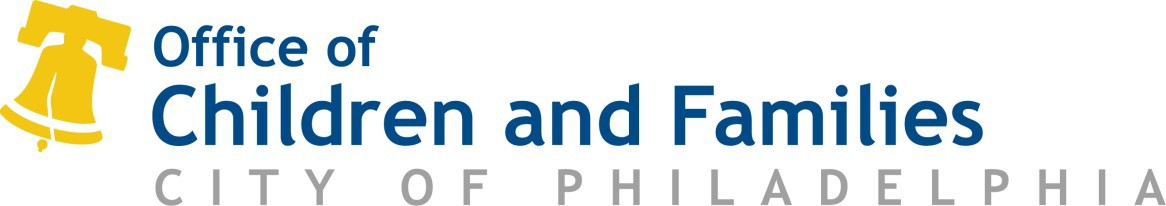 Office of
Children and Families
CITY OF PHILADELPHIA